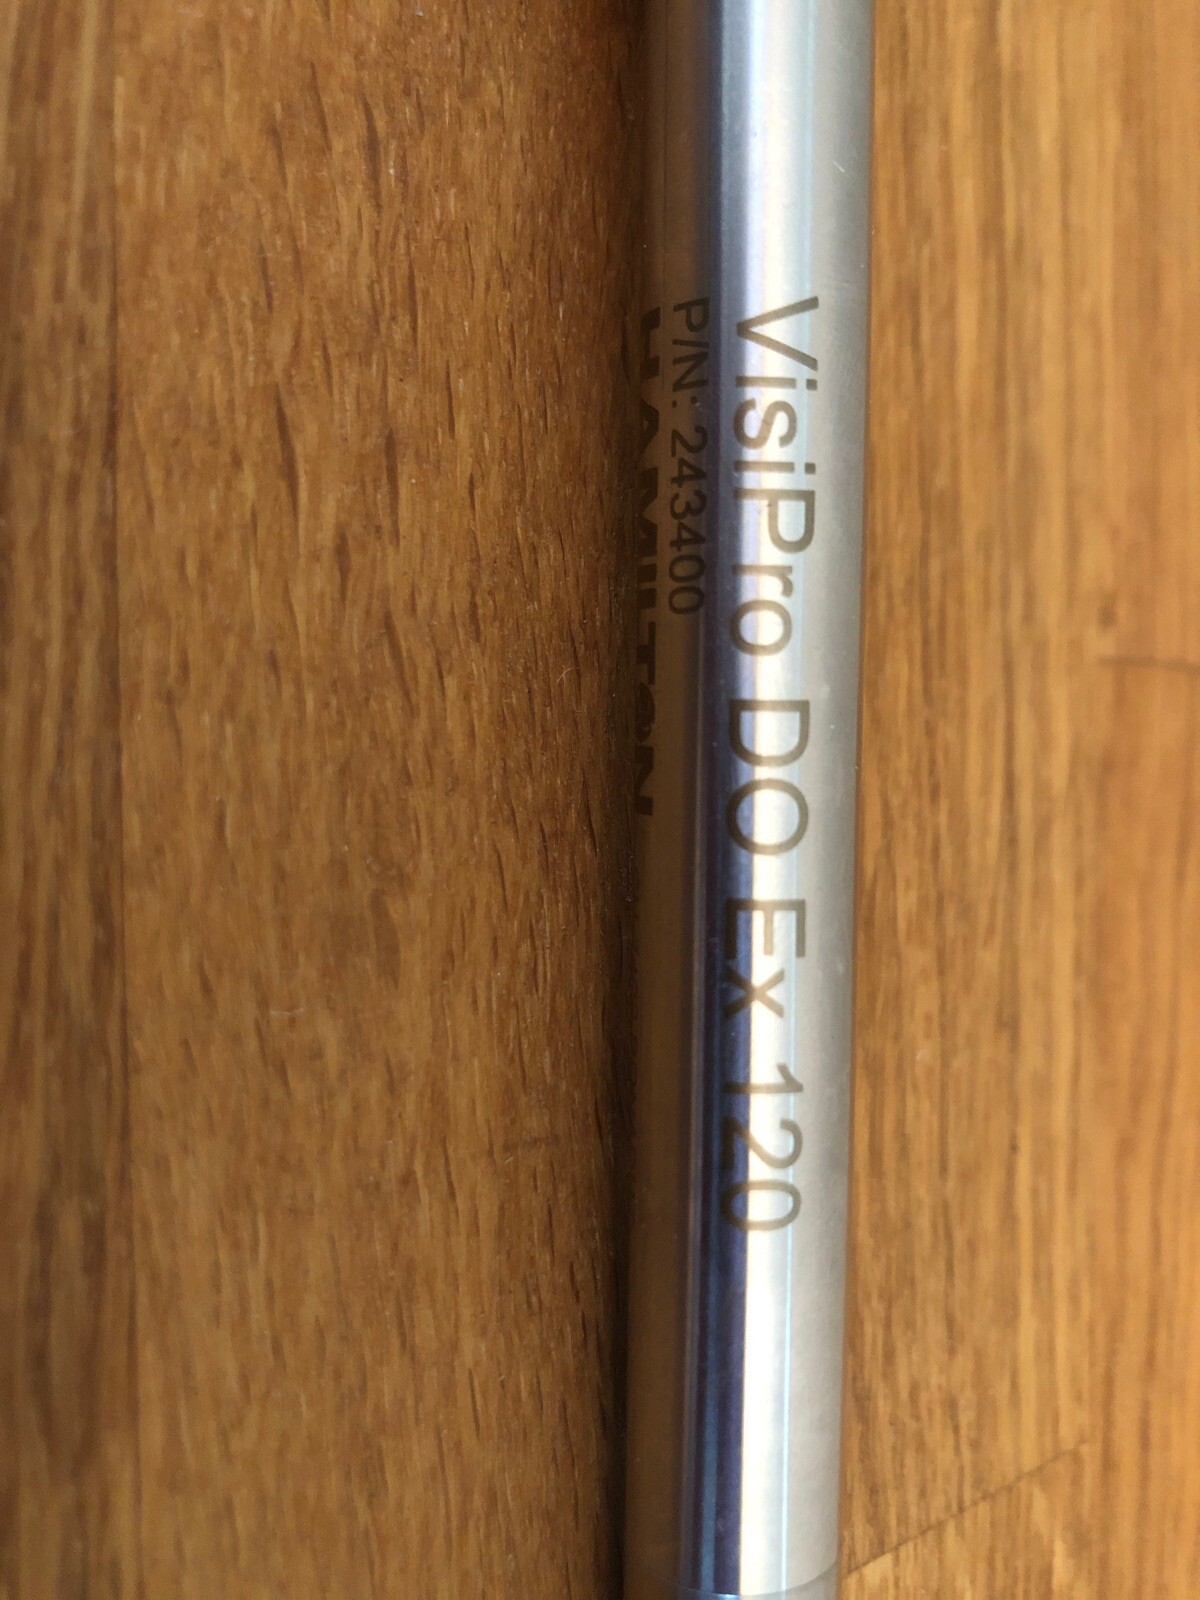 VisiPro DO Ex 120
P/N: 243400
HAMILTON